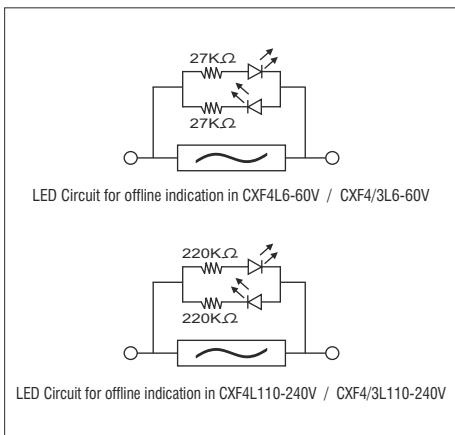 27KΩ
27KΩ
LED Circuit for offline indication in CXF4L6-60V / CXF4/3L6-60V
220KΩ
220KΩ
LED Circuit for offline indication in CXF4L110-240V / CXF4/3L110-240V